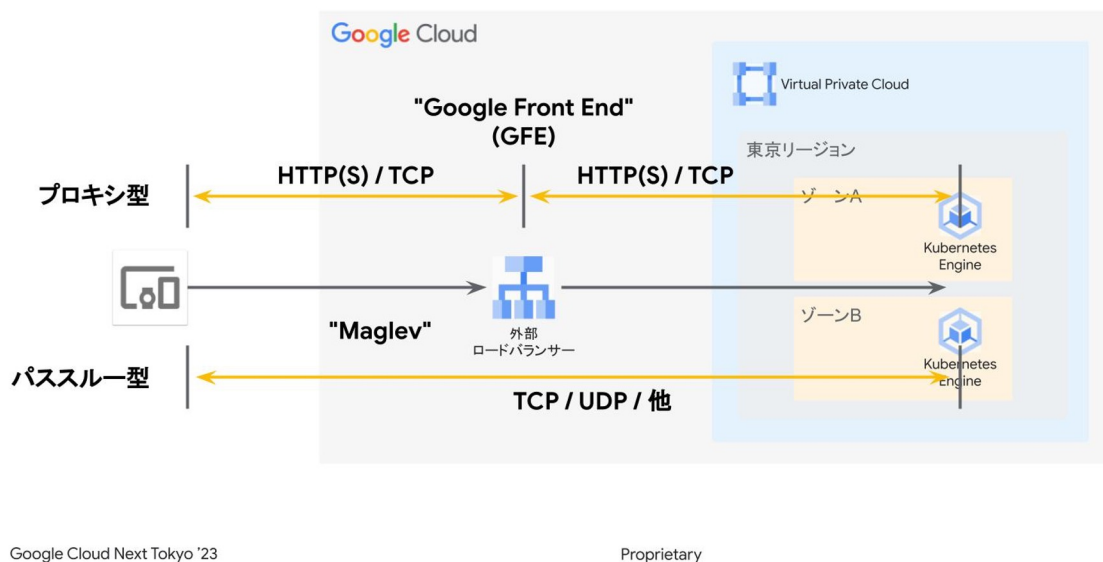 Google Cloud
Virtual Private Cloud
"Google Front End"
(GFE)
東京リージョン
プロキシ型
HTTP(S) / TCP
HTTP(S) / TCP
ゾーンA
Kubernetes
Engine
"Maglev"
外部
ロードバランサー
ゾーンB
Kubernetes
Engine
パススルー型
TCP / UDP / 他
Google Cloud Next Tokyo '23
Proprietary